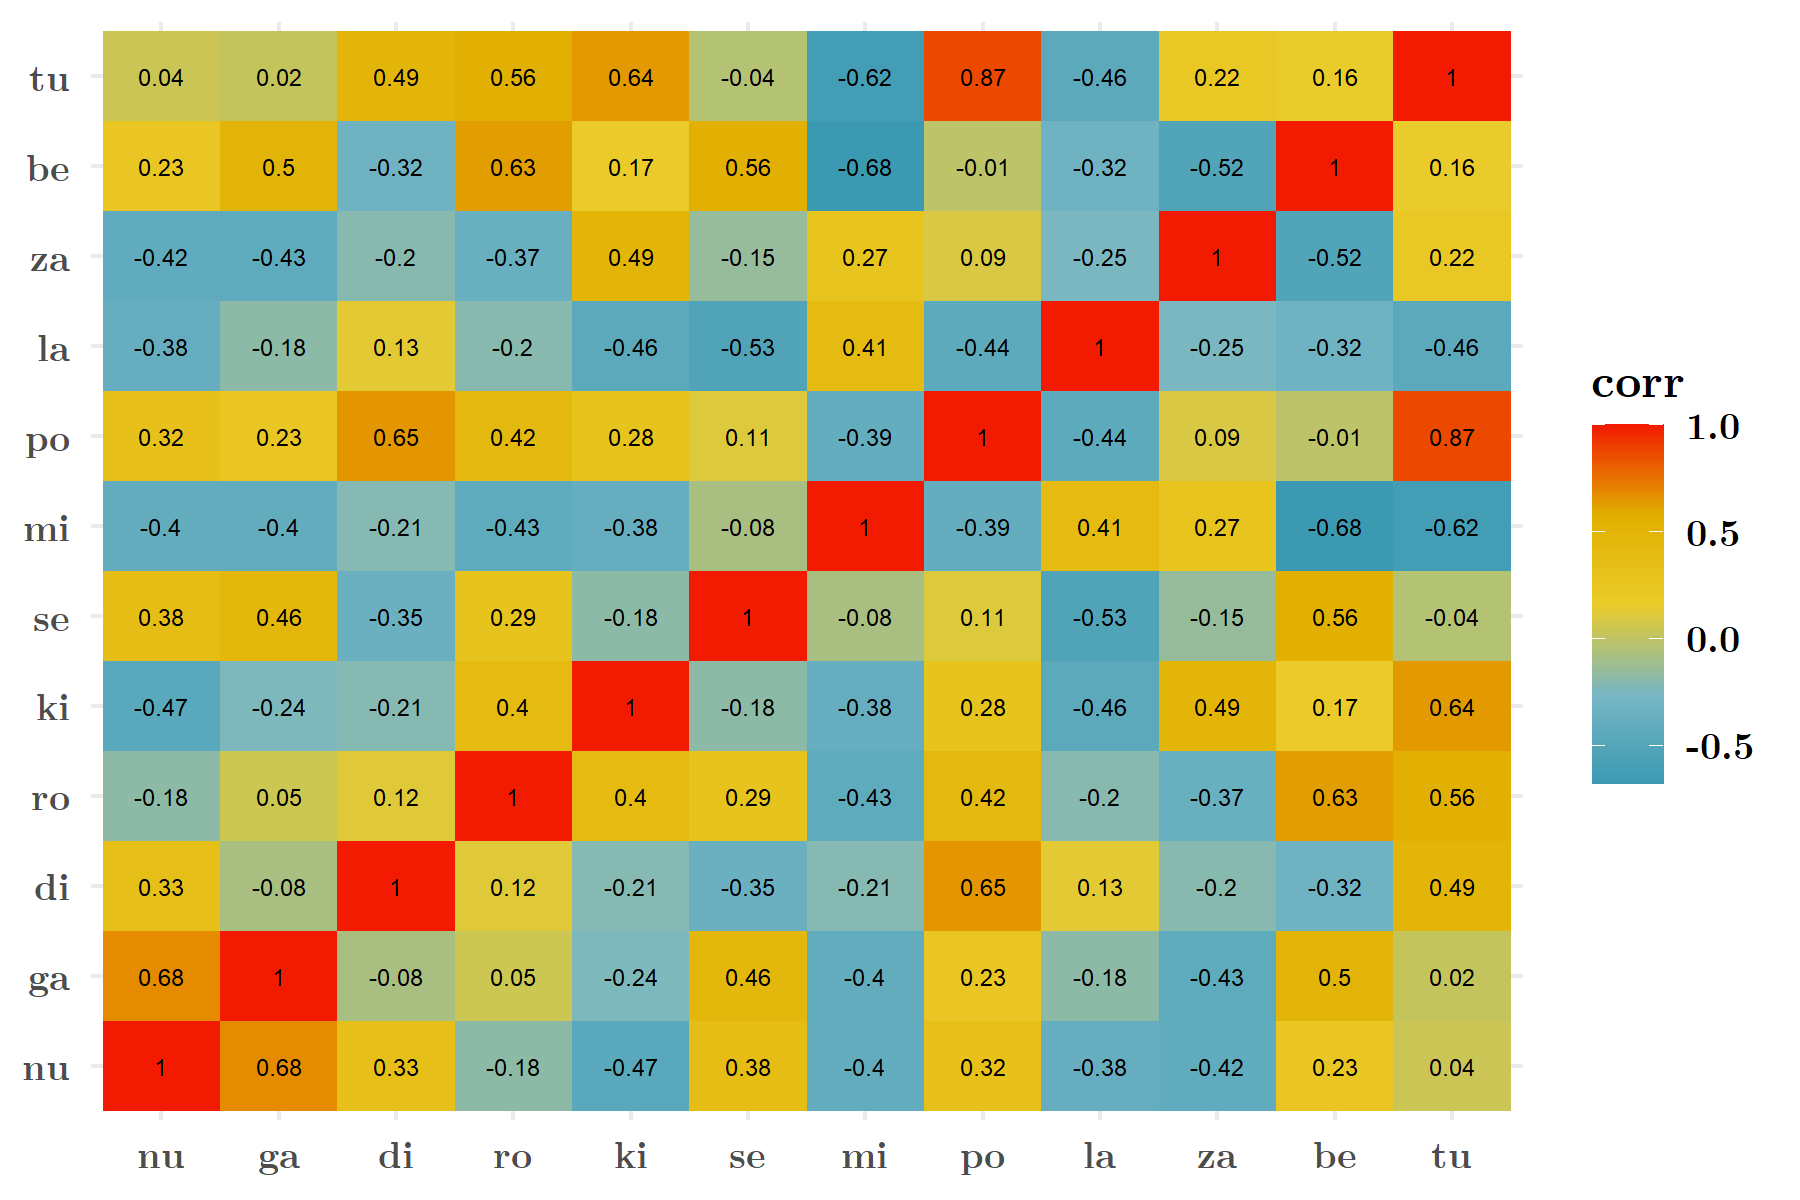 tu 0.04 0.02 0.49 0.56 0.64 -0.04 -0.62 0.87 -0.46 0.22 0.16 1
be 0.23 0.5 -0.32 0.63 0.17 0.56 -0.68 -0.01 -0.32 -0.52 1 0.16
za -0.42 -0.43 -0.2 -0.37 0.49 -0.15 0.27 0.09 -0.25 1 -0.52 0.22
la -0.38 -0.18 0.13 -0.2 -0.46 -0.53 0.41 -0.44 1 -0.25 -0.32 -0.46
po 0.32 0.23 0.65 0.42 0.28 0.11 -0.39 1 -0.44 0.09 -0.01 0.87
mi -0.4 -0.4 -0.21 -0.43 -0.38 -0.08 1 -0.39 0.41 0.27 -0.68 -0.62
se 0.38 0.46 -0.35 0.29 -0.18 1 -0.08 0.11 -0.53 -0.15 0.56 -0.04
ki -0.47 -0.24 -0.21 0.4 1 -0.18 -0.38 0.28 -0.46 0.49 0.17 0.64
ro -0.18 0.05 0.12 1 0.4 0.29 -0.43 0.42 -0.2 -0.37 0.63 0.56
di 0.33 -0.08 1 0.12 -0.21 -0.35 -0.21 0.65 0.13 -0.2 -0.32 0.49
ga 0.68 1 -0.08 0.05 -0.24 0.46 -0.4 0.23 -0.18 -0.43 0.5 0.02
nu 1 0.68 0.33 -0.18 -0.47 0.38 -0.4 0.32 -0.38 -0.42 0.23 0.04
nu ga di ro ki se mi po la za be tu
corr
1.0
0.5
0.0
-0.5